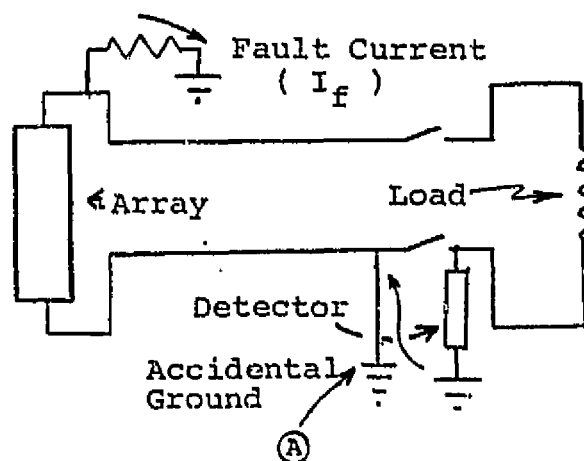 Fault Current
( I_f )
Array
Load
Detector
Accidental
Ground
A